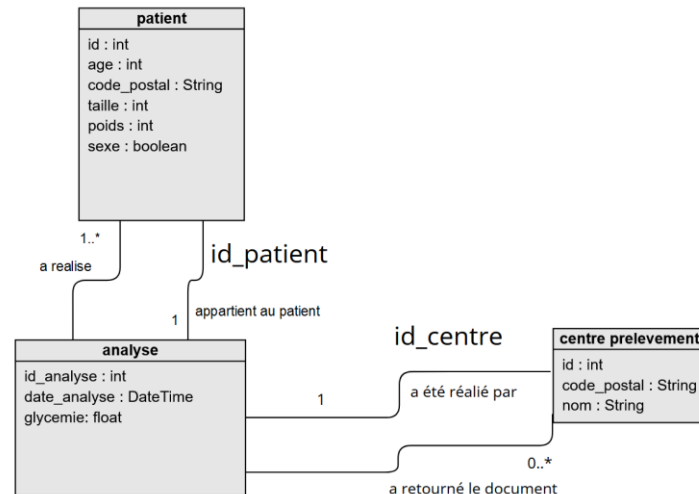 patient
id : int
age : int
code_postal : String
taille : int
poids : int
sexe : boolean
1..*
id_patient
a realise
appartient au patient
1
analyse
id_analyse : int
date_analyse : DateTime
glycemie: float
id_centre
centre prelevement
id : int
code_postal : String
nom : String
1
a été réalié par
0..*
a retourné le document